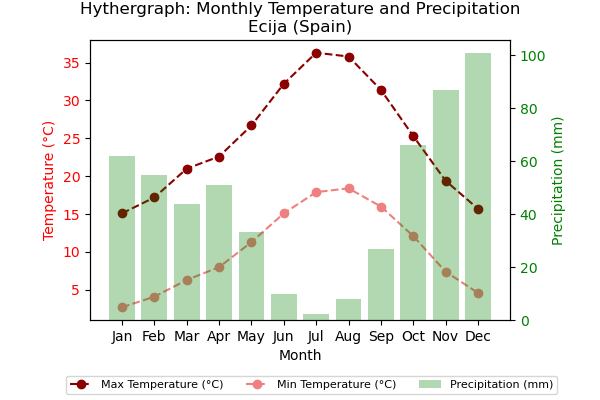 Hythergraph: Monthly Temperature and Precipitation
Ecija (Spain)
Temperature (°C)
35
30
25
20
15
10
5
Precipitation (mm)
100
80
60
40
20
0
Jan Feb Mar Apr May Jun Jul Aug Sep Oct Nov Dec
Month
Max Temperature (°C) Min Temperature (°C) Precipitation (mm)